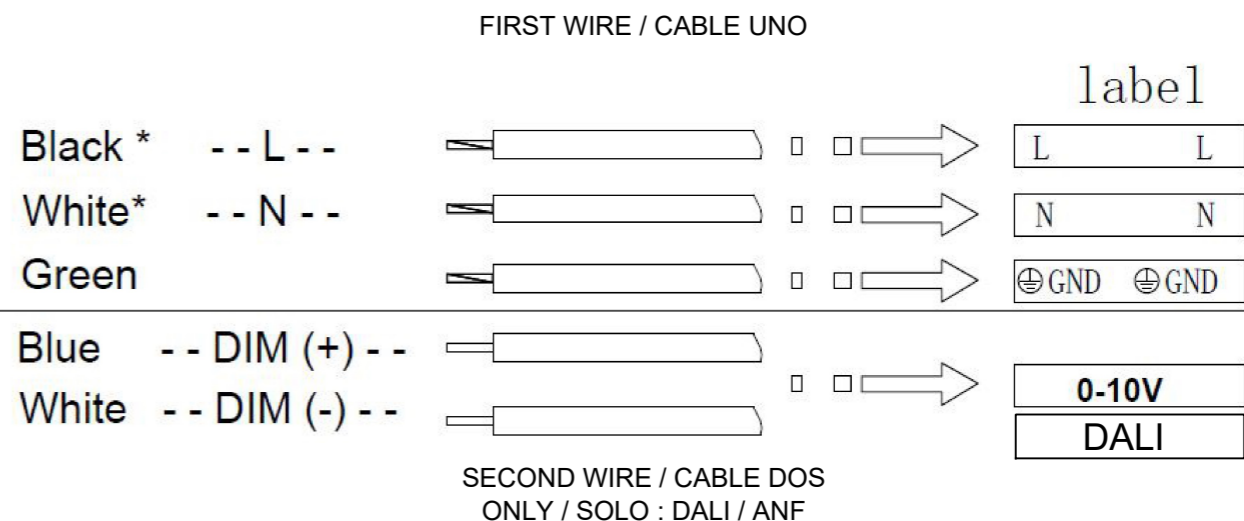 FIRST WIRE / CABLE UNO
label
Black * - - L - - L L
White* - - N - - N N
Green GND GND
Blue - - DIM (+) - -
White - - DIM (-) - -
0-10V
DALI
SECOND WIRE / CABLE DOS
ONLY / SOLO : DALI / ANF